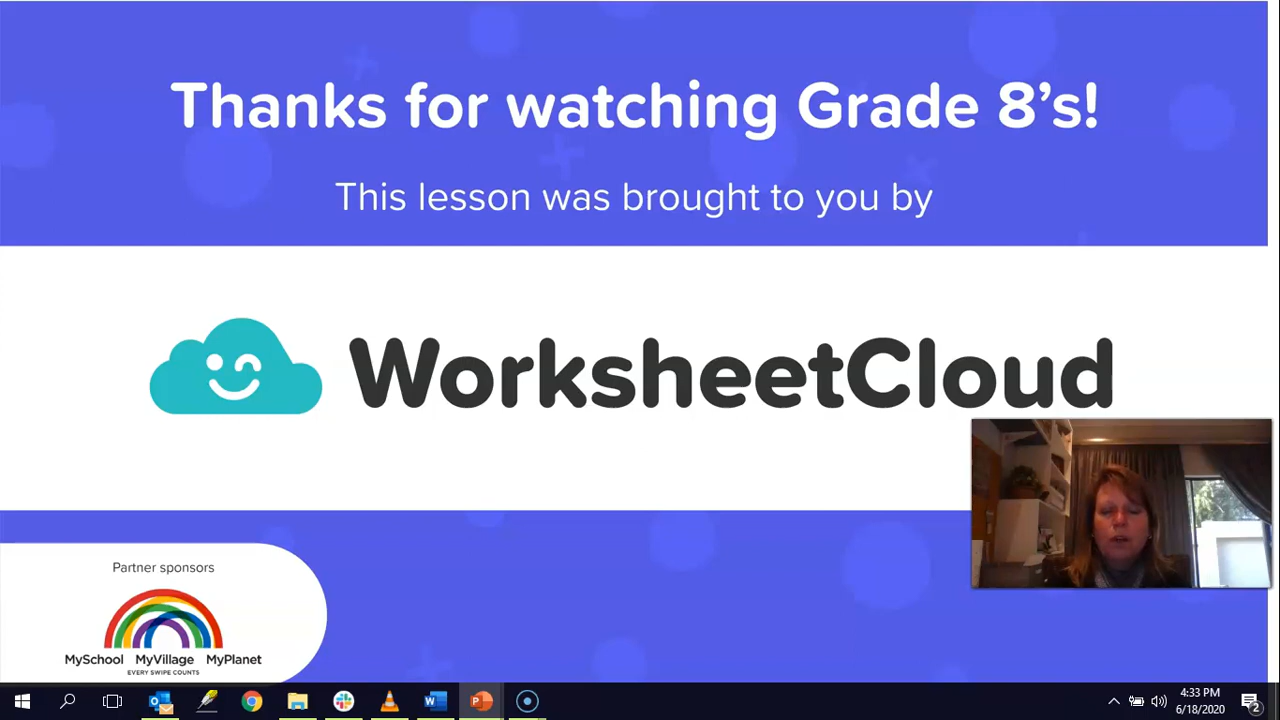 Thanks for watching Grade 8's!
This lesson was brought to you by
WorksheetCloud
Partner sponsors
MySchool MyVillage MyPlanet
EVERY SWIPE COUNTS
4:33 PM
6/18/2020
2